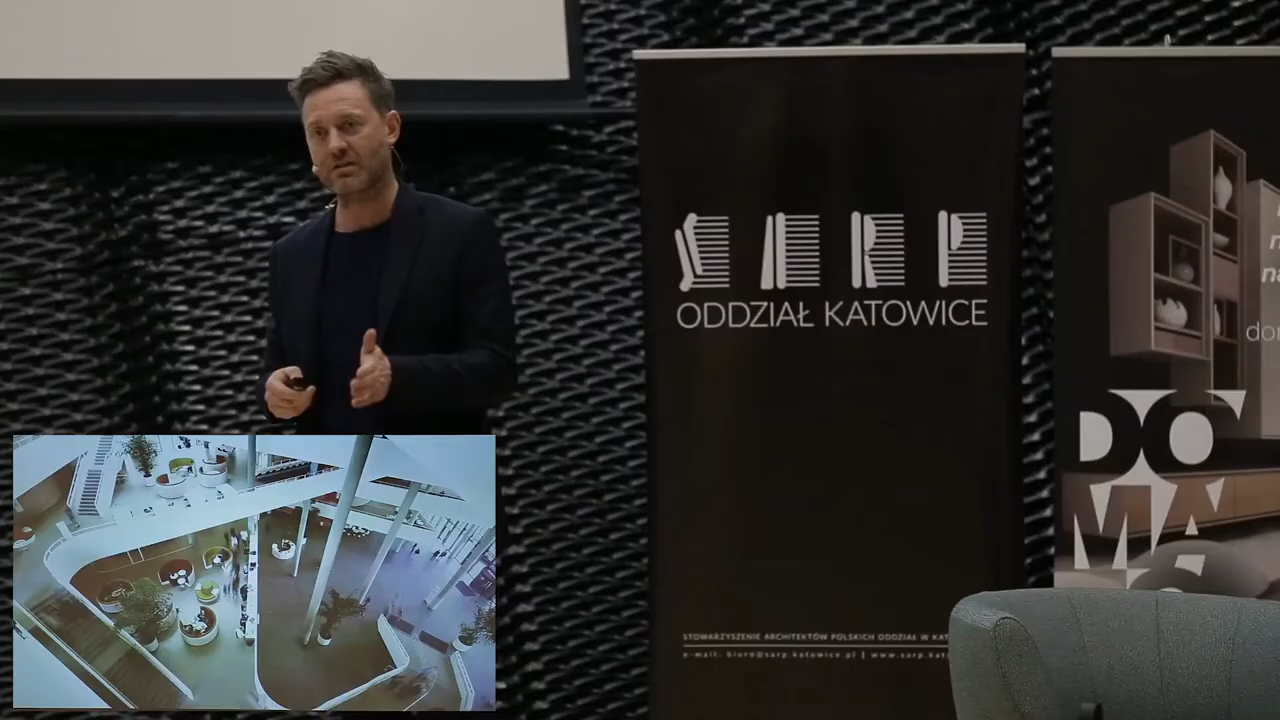 SARP
ODDZIAŁ KATOWICE
STOWARZYSZENIE ARCHITEKTÓW POLSKICH ODDZIAŁ W KAT
e-mail: biuro@sarp.katowice.pl | www.sarp.kat
DO
MA